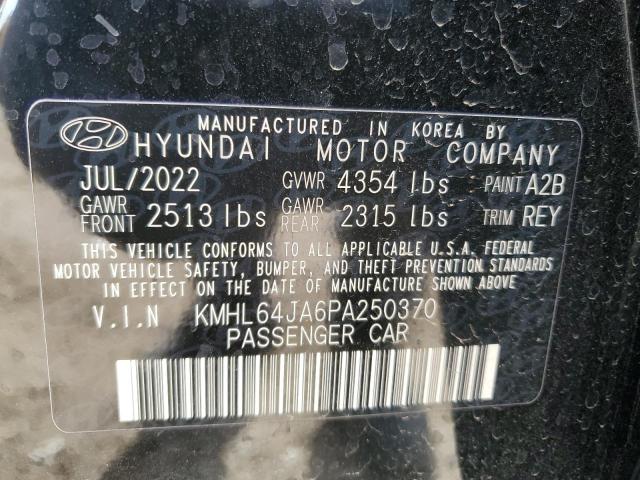 MANUFACTURED IN KOREA BY
HYUNDAI MOTOR COMPANY
JUL/2022 GVWR 4354 lbs PAINT A2B
GAWR FRONT 2513 lbs GAWR REAR 2315 lbs TRIM REY
THIS VEHICLE CONFORMS TO ALL APPLICABLE U.S.A. FEDERAL
MOTOR VEHICLE SAFETY, BUMPER, AND THEFT PREVENTION STANDARDS
IN EFFECT ON THE DATE OF MANUFACTURE SHOWN ABOVE.
V.I.N KMHL64JA6PA250370
PASSENGER CAR